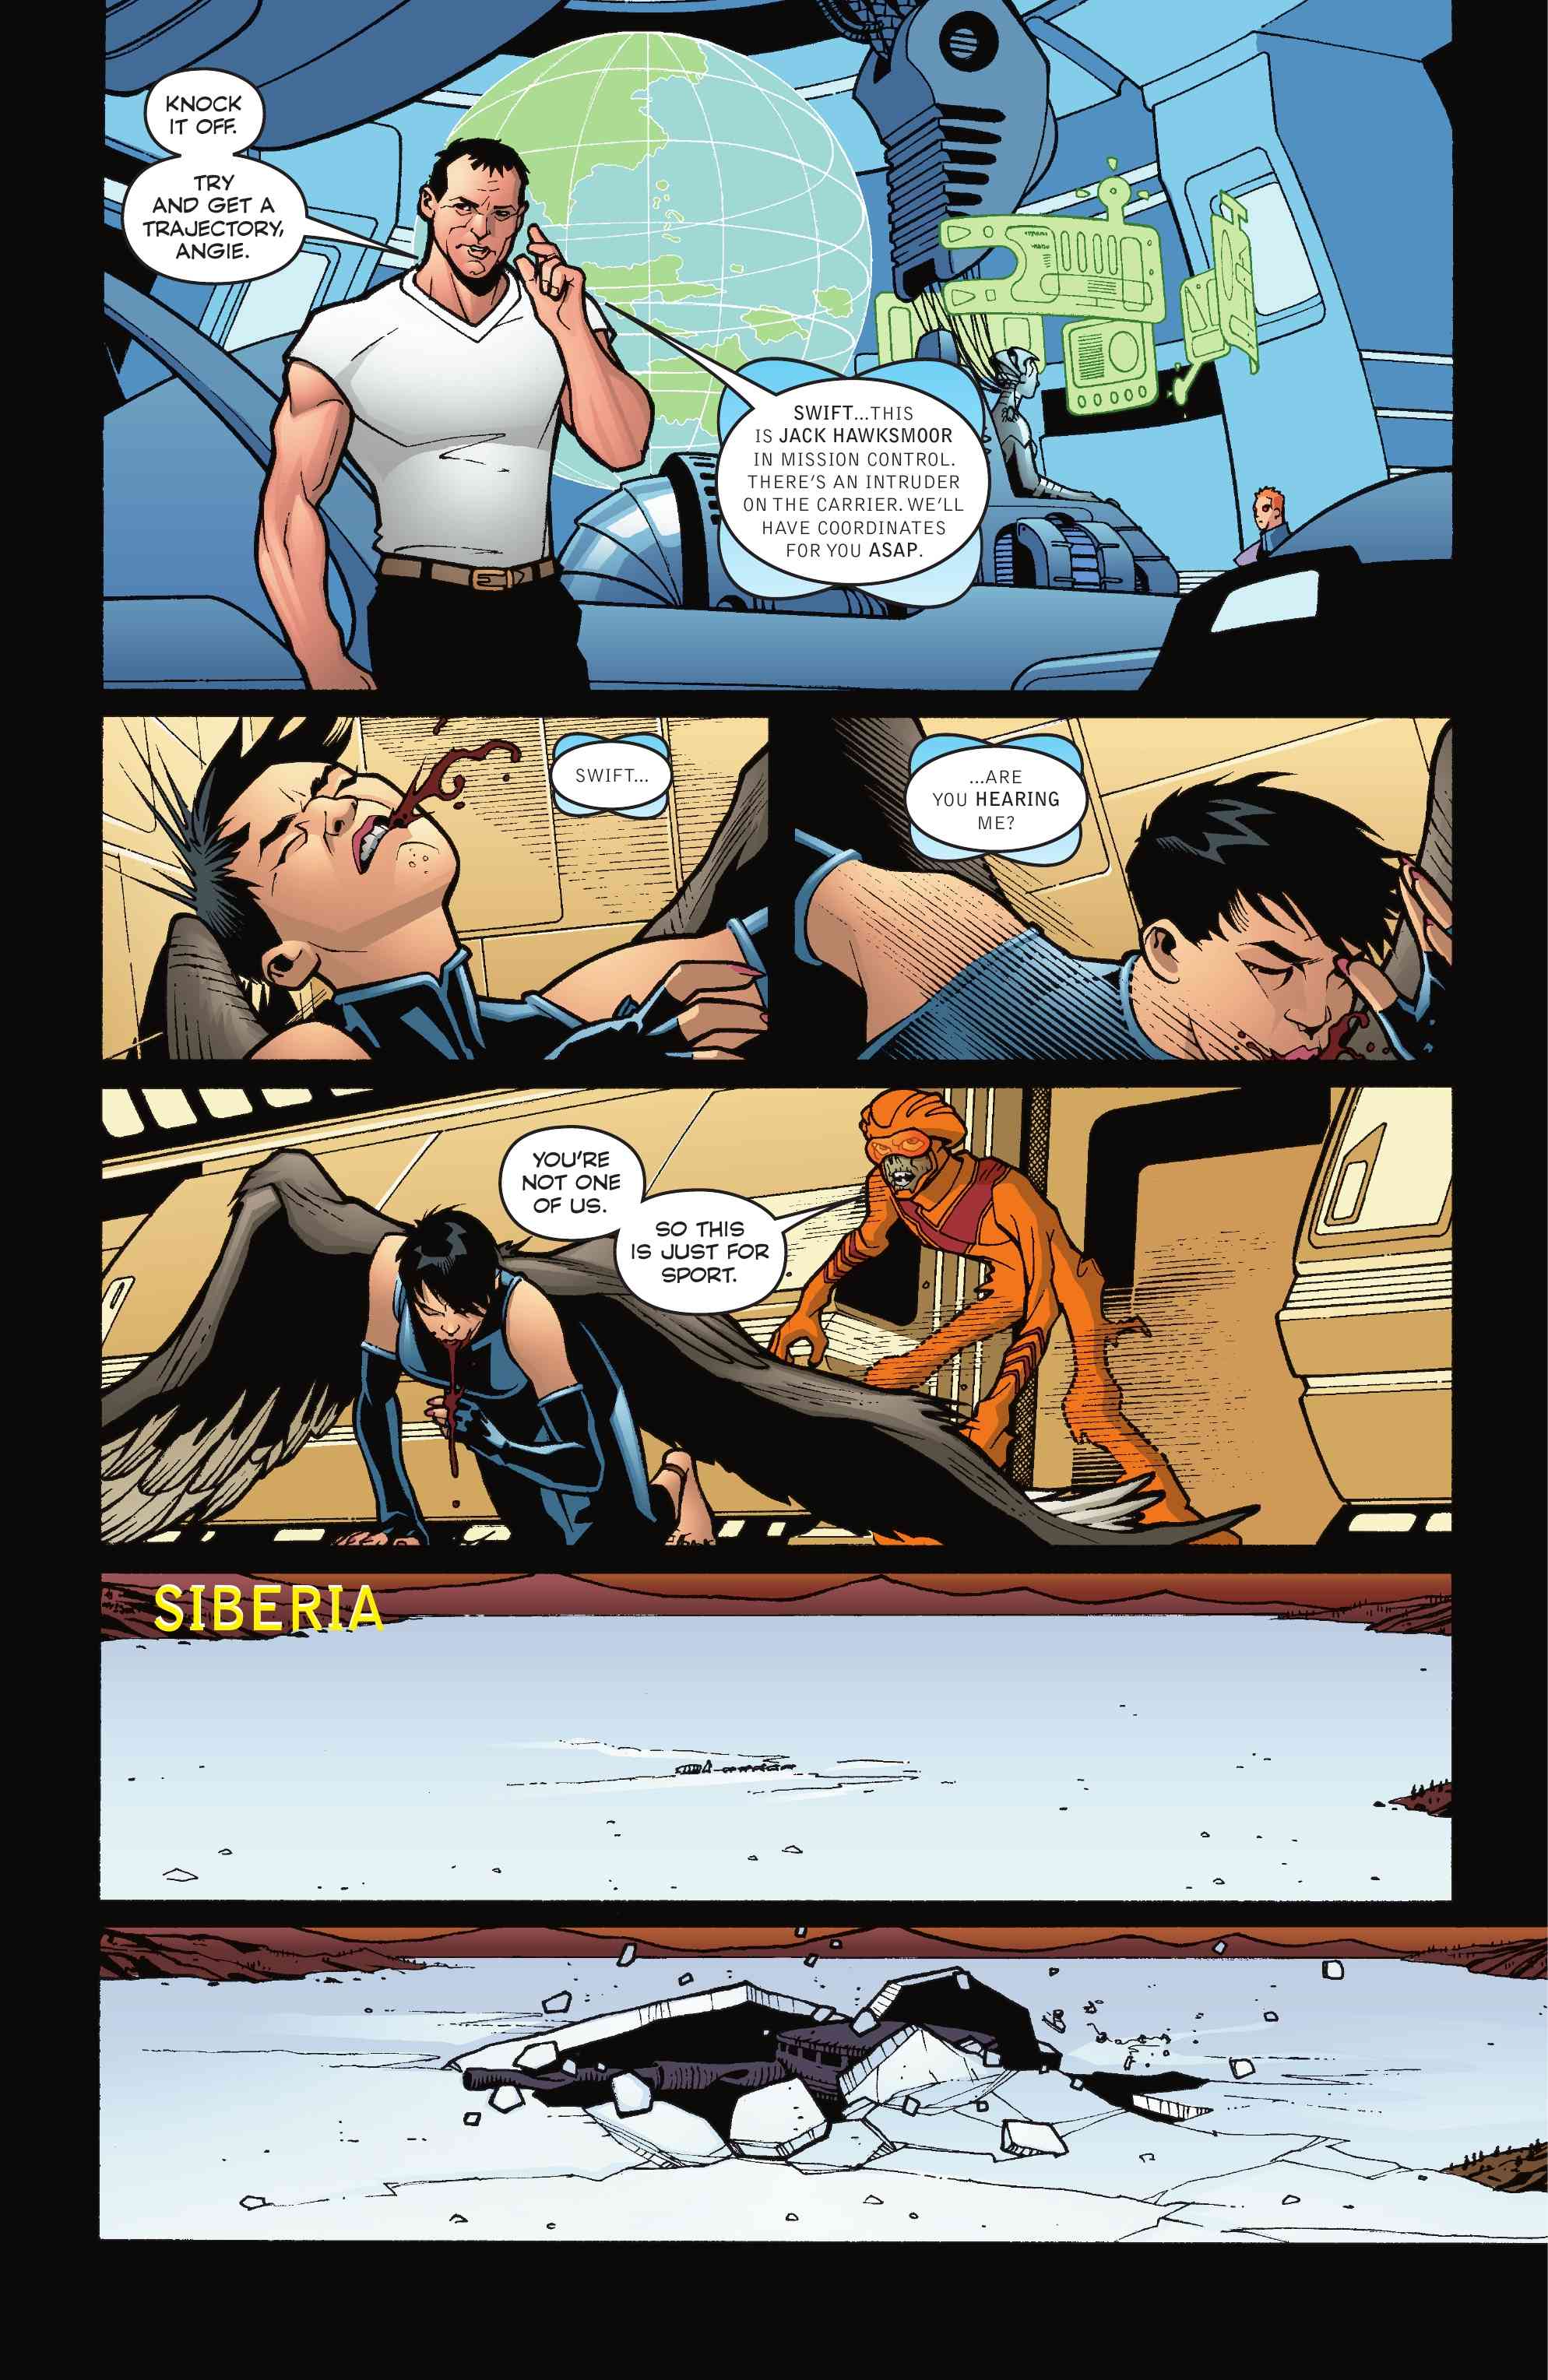 KNOCK
IT OFF.
TRY
AND GET A
TRAJECTORY,
ANGIE.
SWIFT...THIS
IS JACK HAWKSMOOR
IN MISSION CONTROL.
THERE'S AN INTRUDER
ON THE CARRIER. WE'LL
HAVE COORDINATES
FOR YOU ASAP.
SWIFT...
...ARE
YOU HEARING
ME?
YOU'RE
NOT ONE
OF US.
SO THIS
IS JUST FOR
SPORT.
SIBERIA